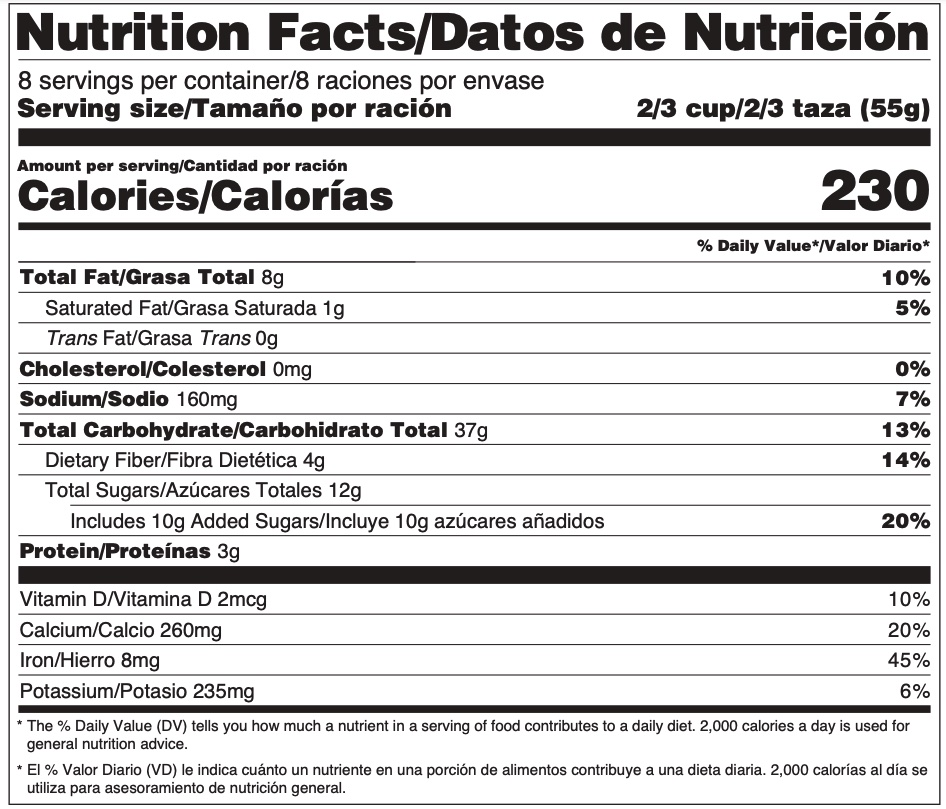 Nutrition Facts/Datos de Nutrición
8 servings per container/8 raciones por envase
Serving size/Tamaño por ración 2/3 cup/2/3 taza (55g)
Amount per serving/Cantidad por ración
Calories/Calorías 230
% Daily Value*/Valor Diario*
Total Fat/Grasa Total 8g 10%
Saturated Fat/Grasa Saturada 1g 5%
Trans Fat/Grasa Trans 0g
Cholesterol/Colesterol 0mg 0%
Sodium/Sodio 160mg 7%
Total Carbohydrate/Carbohidrato Total 37g 13%
Dietary Fiber/Fibra Dietética 4g 14%
Total Sugars/Azúcares Totales 12g
Includes 10g Added Sugars/Incluye 10g azúcares añadidos 20%
Protein/Proteínas 3g
Vitamin D/Vitamina D 2mcg 10%
Calcium/Calcio 260mg 20%
Iron/Hierro 8mg 45%
Potassium/Potasio 235mg 6%
* The % Daily Value (DV) tells you how much a nutrient in a serving of food contributes to a daily diet. 2,000 calories a day is used for
general nutrition advice.
* El % Valor Diario (VD) le indica cuánto un nutriente en una porción de alimentos contribuye a una dieta diaria. 2,000 calorías al día se
utiliza para asesoramiento de nutrición general.